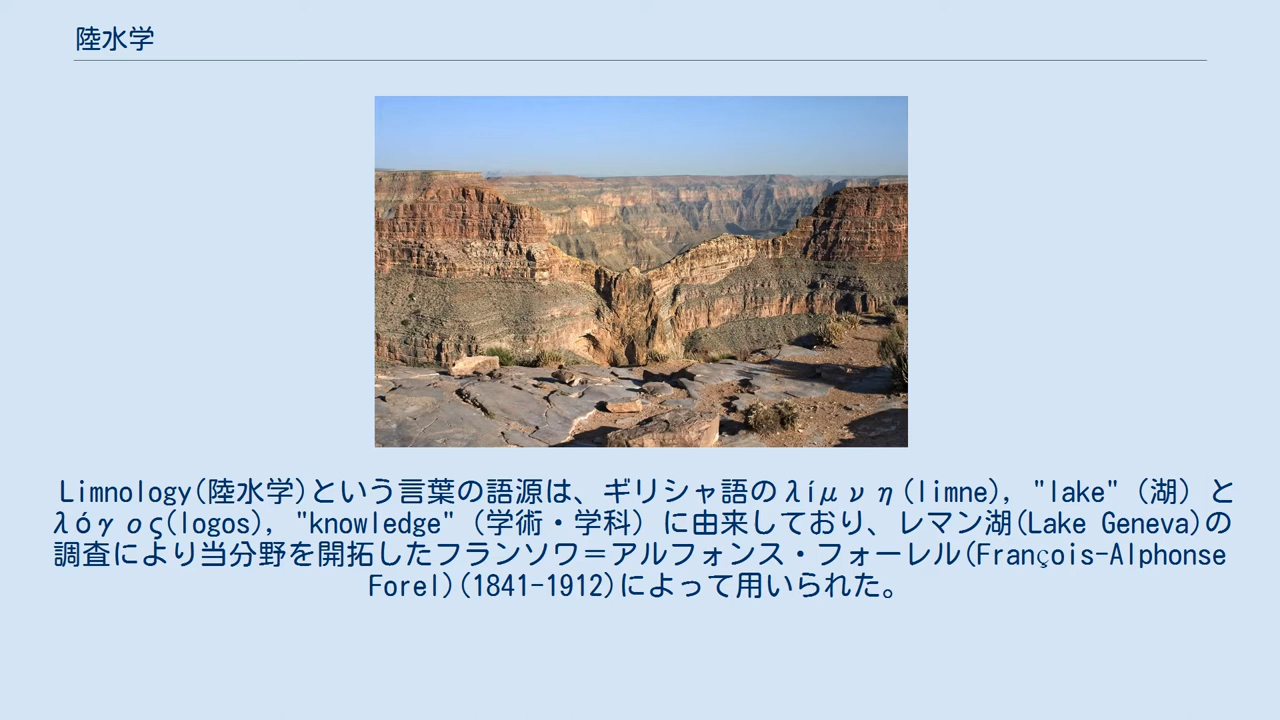 陸水学
Limnology(陸水学)という言葉の語源は、ギリシャ語のλίμνη(limne), "lake"（湖）と
λόγος(logos), "knowledge"（学術・学科）に由来しており、レマン湖(Lake Geneva)の
調査により当分野を開拓したフランソワ＝アルフォンス・フォーレル(François-Alphonse
Forel)(1841-1912)によって用いられた。